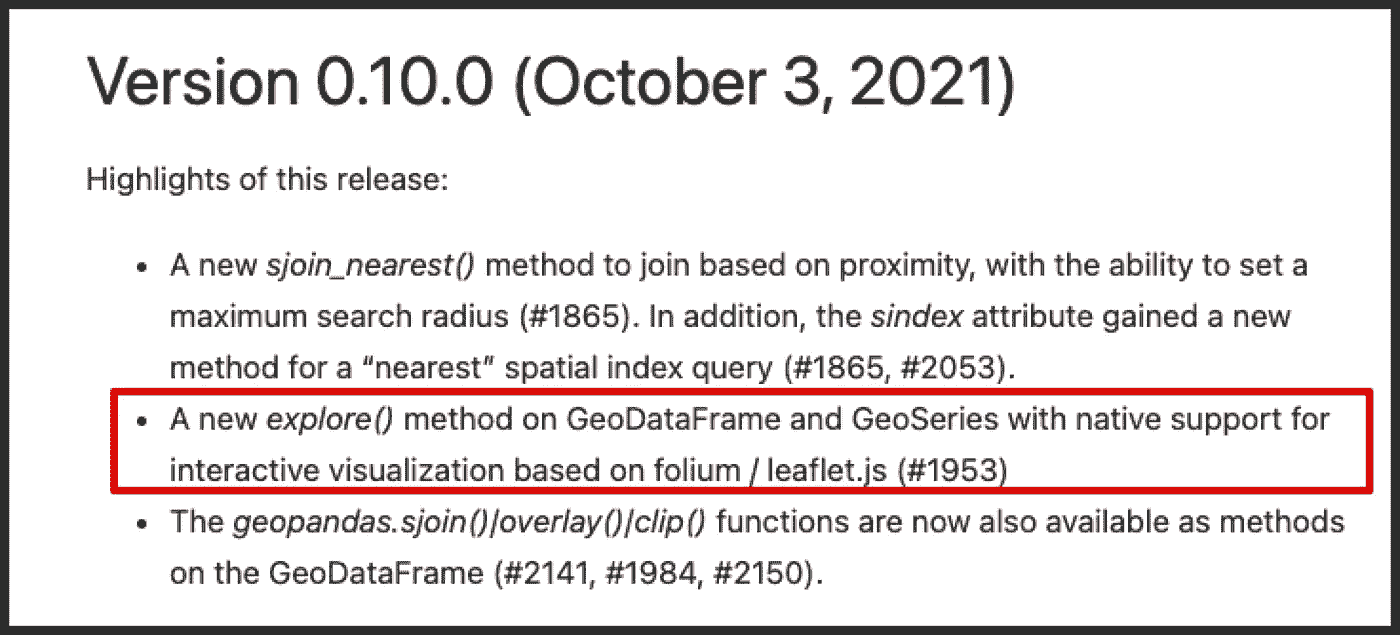 Version 0.10.0 (October 3, 2021)
Highlights of this release:
• A new sjoin_nearest() method to join based on proximity, with the ability to set a
maximum search radius (#1865). In addition, the sindex attribute gained a new
method for a “nearest” spatial index query (#1865, #2053).
• A new explore() method on GeoDataFrame and GeoSeries with native support for
interactive visualization based on folium / leaflet.js (#1953)
• The geopandas.sjoin()|overlay()|clip() functions are now also available as methods
on the GeoDataFrame (#2141, #1984, #2150).